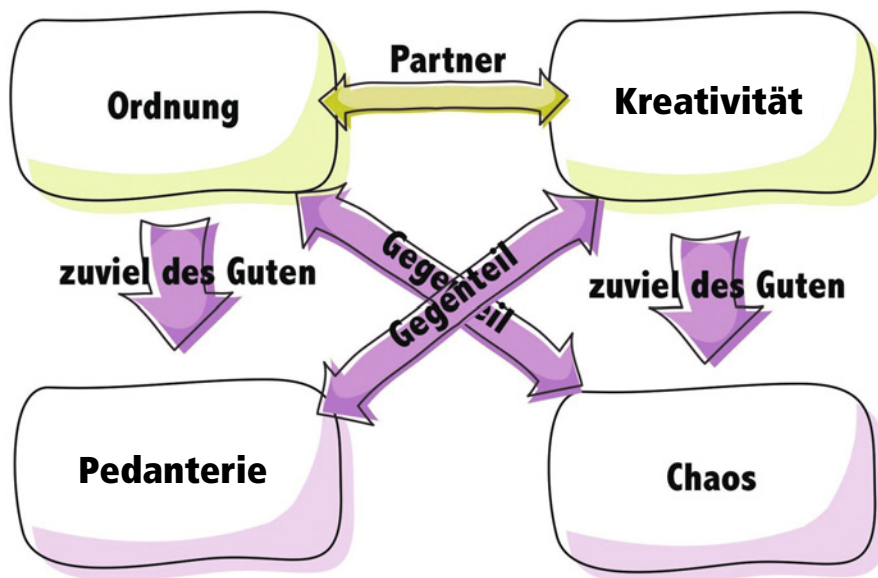 Partner
Ordnung
Kreativität
zuviel des Guten
Gegenteil
Gegenteil
zuviel des Guten
Pedanterie
Chaos